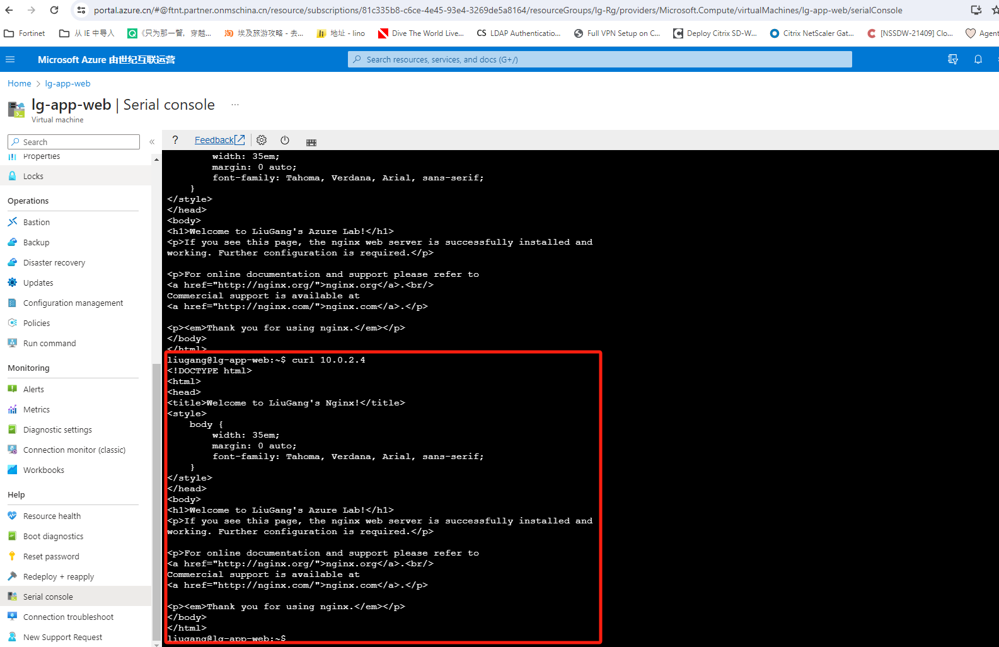 portal.azure.cn/#@ftnt.partner.onmschina.cn/resource/subscriptions/81c335b8-c6ce-4e45-93e4-3269de5a8164/resourceGroups/lg-Rg/providers/Microsoft.Compute/virtualMachines/lg-app-web/serialConsole
Fortinet
从 IE 中导入
《只为那一瞥,穿越...
埃及旅游攻略 - 去...
地址 - lino
Dive The World Live...
LDAP Authenticatio...
Full VPN Setup on C...
Deploy Citrix SD-W...
Citrix NetScaler Gat...
[NSSDW-21409] Clo...
Agent
Microsoft Azure 由世纪互联运营
Search resources, services, and docs (G+/)
Home > lg-app-web
lg-app-web | Serial console ...
Virtual machine
Search
«
Properties
Locks
Operations
Bastion
Backup
Disaster recovery
Updates
Configuration management
Policies
Run command
Monitoring
Alerts
Metrics
Diagnostic settings
Connection monitor (classic)
Workbooks
Help
Resource health
Boot diagnostics
Reset password
Redeploy + reapply
Serial console
Connection troubleshoot
New Support Request
? Feedback
width: 35em;
margin: 0 auto;
font-family: Tahoma, Verdana, Arial, sans-serif;
}
</style>
</head>
<body>
<h1>Welcome to LiuGang's Azure Lab!</h1>
<p>If you see this page, the nginx web server is successfully installed and
working. Further configuration is required.</p>
<p>For online documentation and support please refer to
<a href="http://nginx.org/">nginx.org</a>.<br/>
Commercial support is available at
<a href="http://nginx.com/">nginx.com</a>.</p>
<p><em>Thank you for using nginx.</em></p>
</body>
</html>
liugang@lg-app-web:~$ curl 10.0.2.4
<!DOCTYPE html>
<html>
<head>
<title>Welcome to LiuGang's Nginx!</title>
<style>
body {
width: 35em;
margin: 0 auto;
font-family: Tahoma, Verdana, Arial, sans-serif;
}
</style>
</head>
<body>
<h1>Welcome to LiuGang's Azure Lab!</h1>
<p>If you see this page, the nginx web server is successfully installed and
working. Further configuration is required.</p>
<p>For online documentation and support please refer to
<a href="http://nginx.org/">nginx.org</a>.<br/>
Commercial support is available at
<a href="http://nginx.com/">nginx.com</a>.</p>
<p><em>Thank you for using nginx.</em></p>
</body>
</html>
liugang@lg-app-web:~$